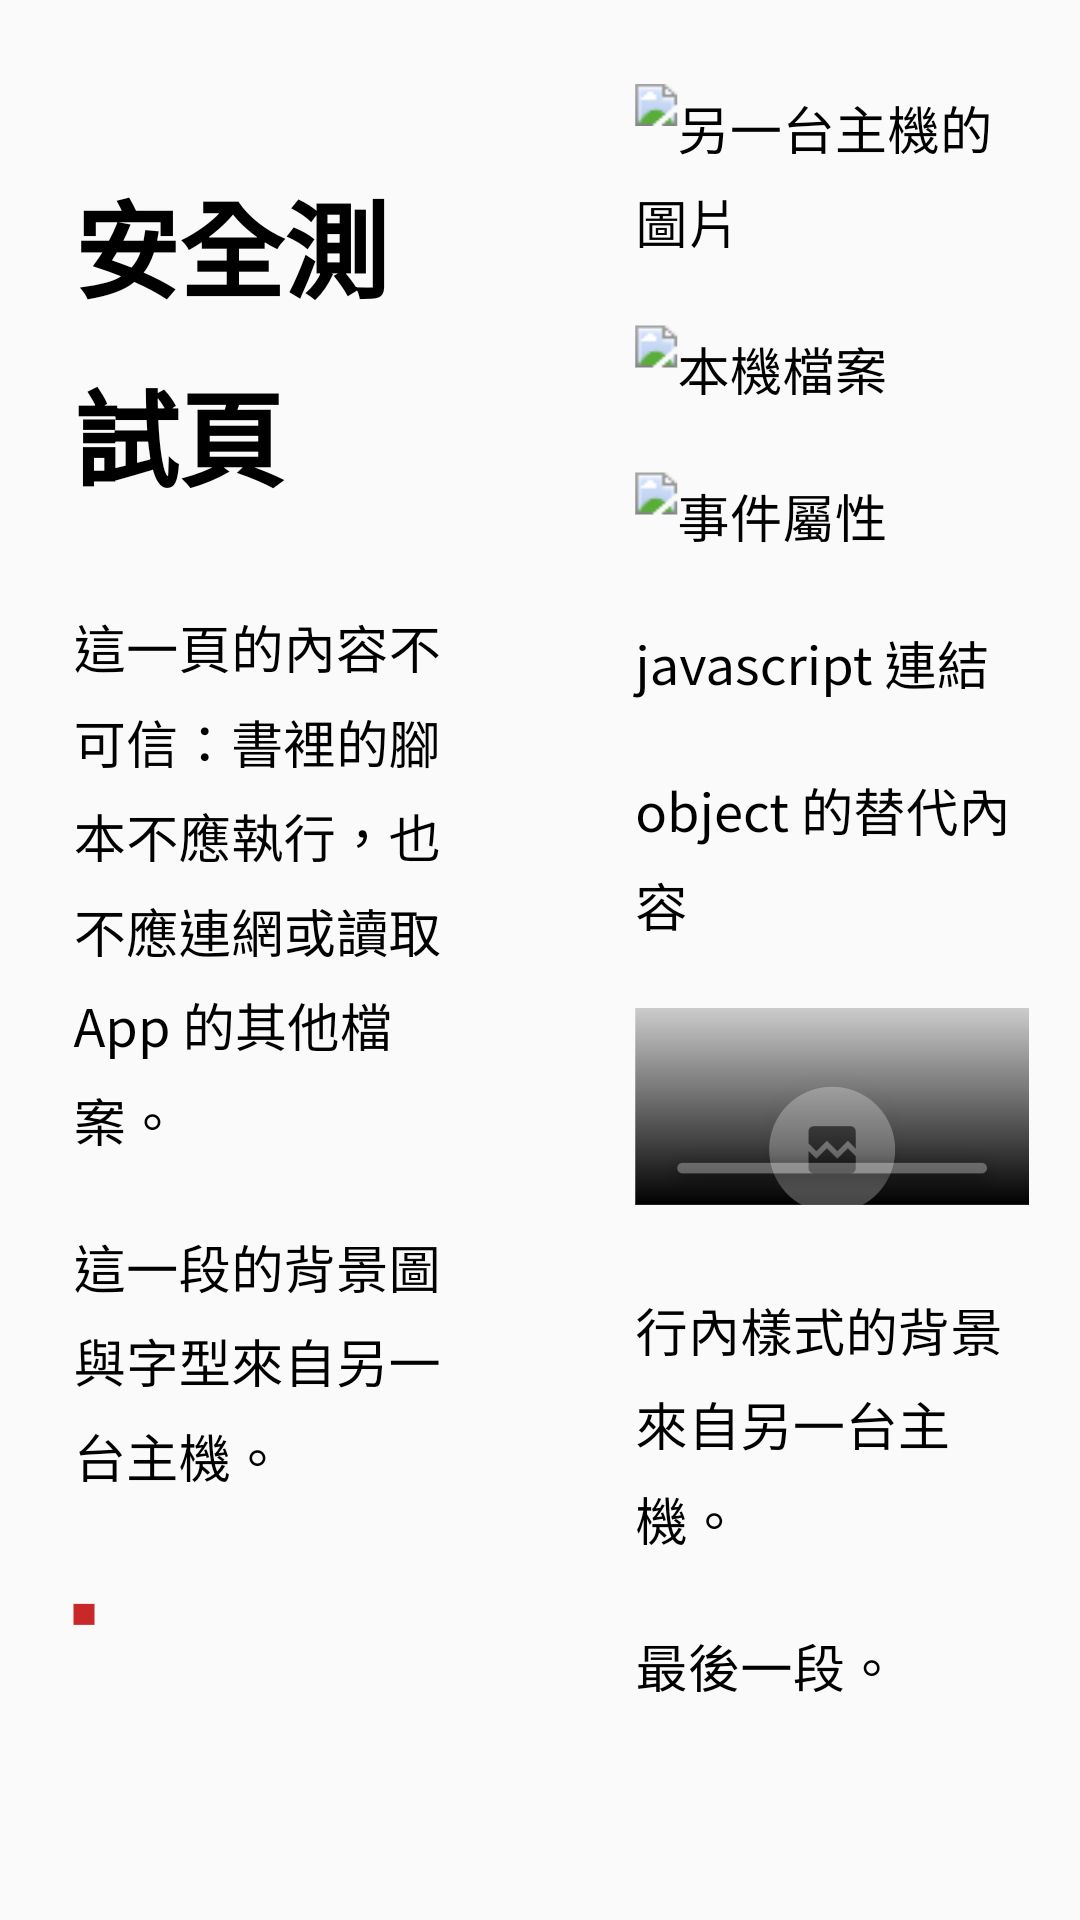 安全測
試頁
這一頁的內容不
可信：書裡的腳
本不應執行，也
不應連網或讀取
App 的其他檔
案。
這一段的背景圖
與字型來自另一
台主機。
另一台主機的
圖片
本機檔案
事件屬性
javascript 連結
object 的替代內
容
行內樣式的背景
來自另一台主
機。
最後一段。